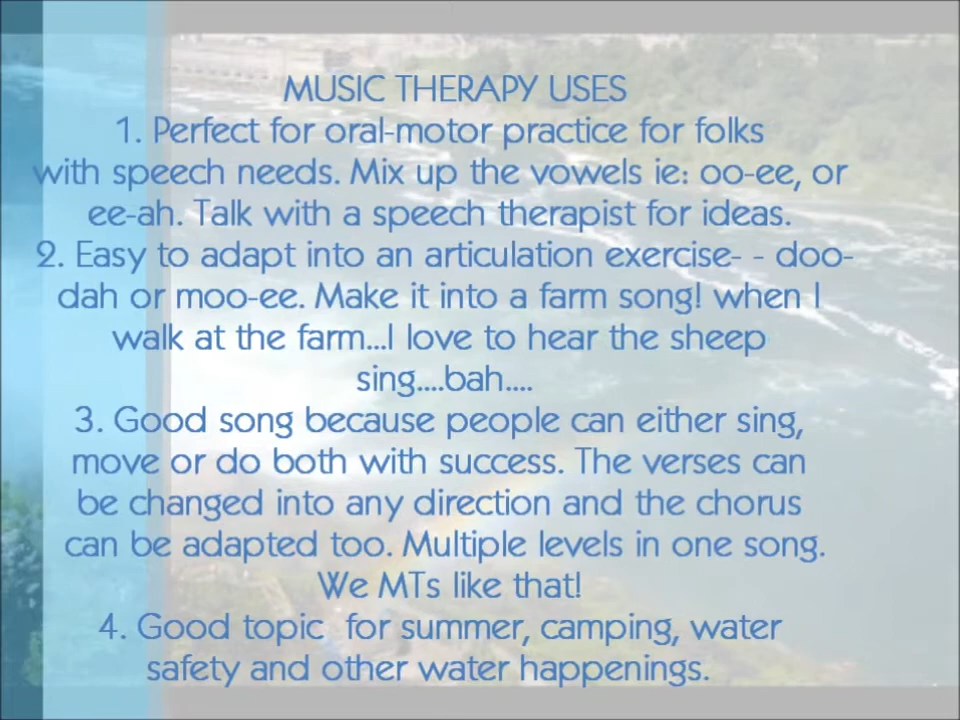 MUSIC THERAPY USES
1. Perfect for oral-motor practice for folks
with speech needs. Mix up the vowels ie: oo-ee, or
ee-ah. Talk with a speech therapist for ideas.
2. Easy to adapt into an articulation exercise- - doo-
dah or moo-ee. Make it into a farm song! when I
walk at the farm...I love to hear the sheep
sing....bah....
3. Good song because people can either sing,
move or do both with success. The verses can
be changed into any direction and the chorus
can be adapted too. Multiple levels in one song.
We MTs like that!
4. Good topic  for summer, camping, water
safety and other water happenings.